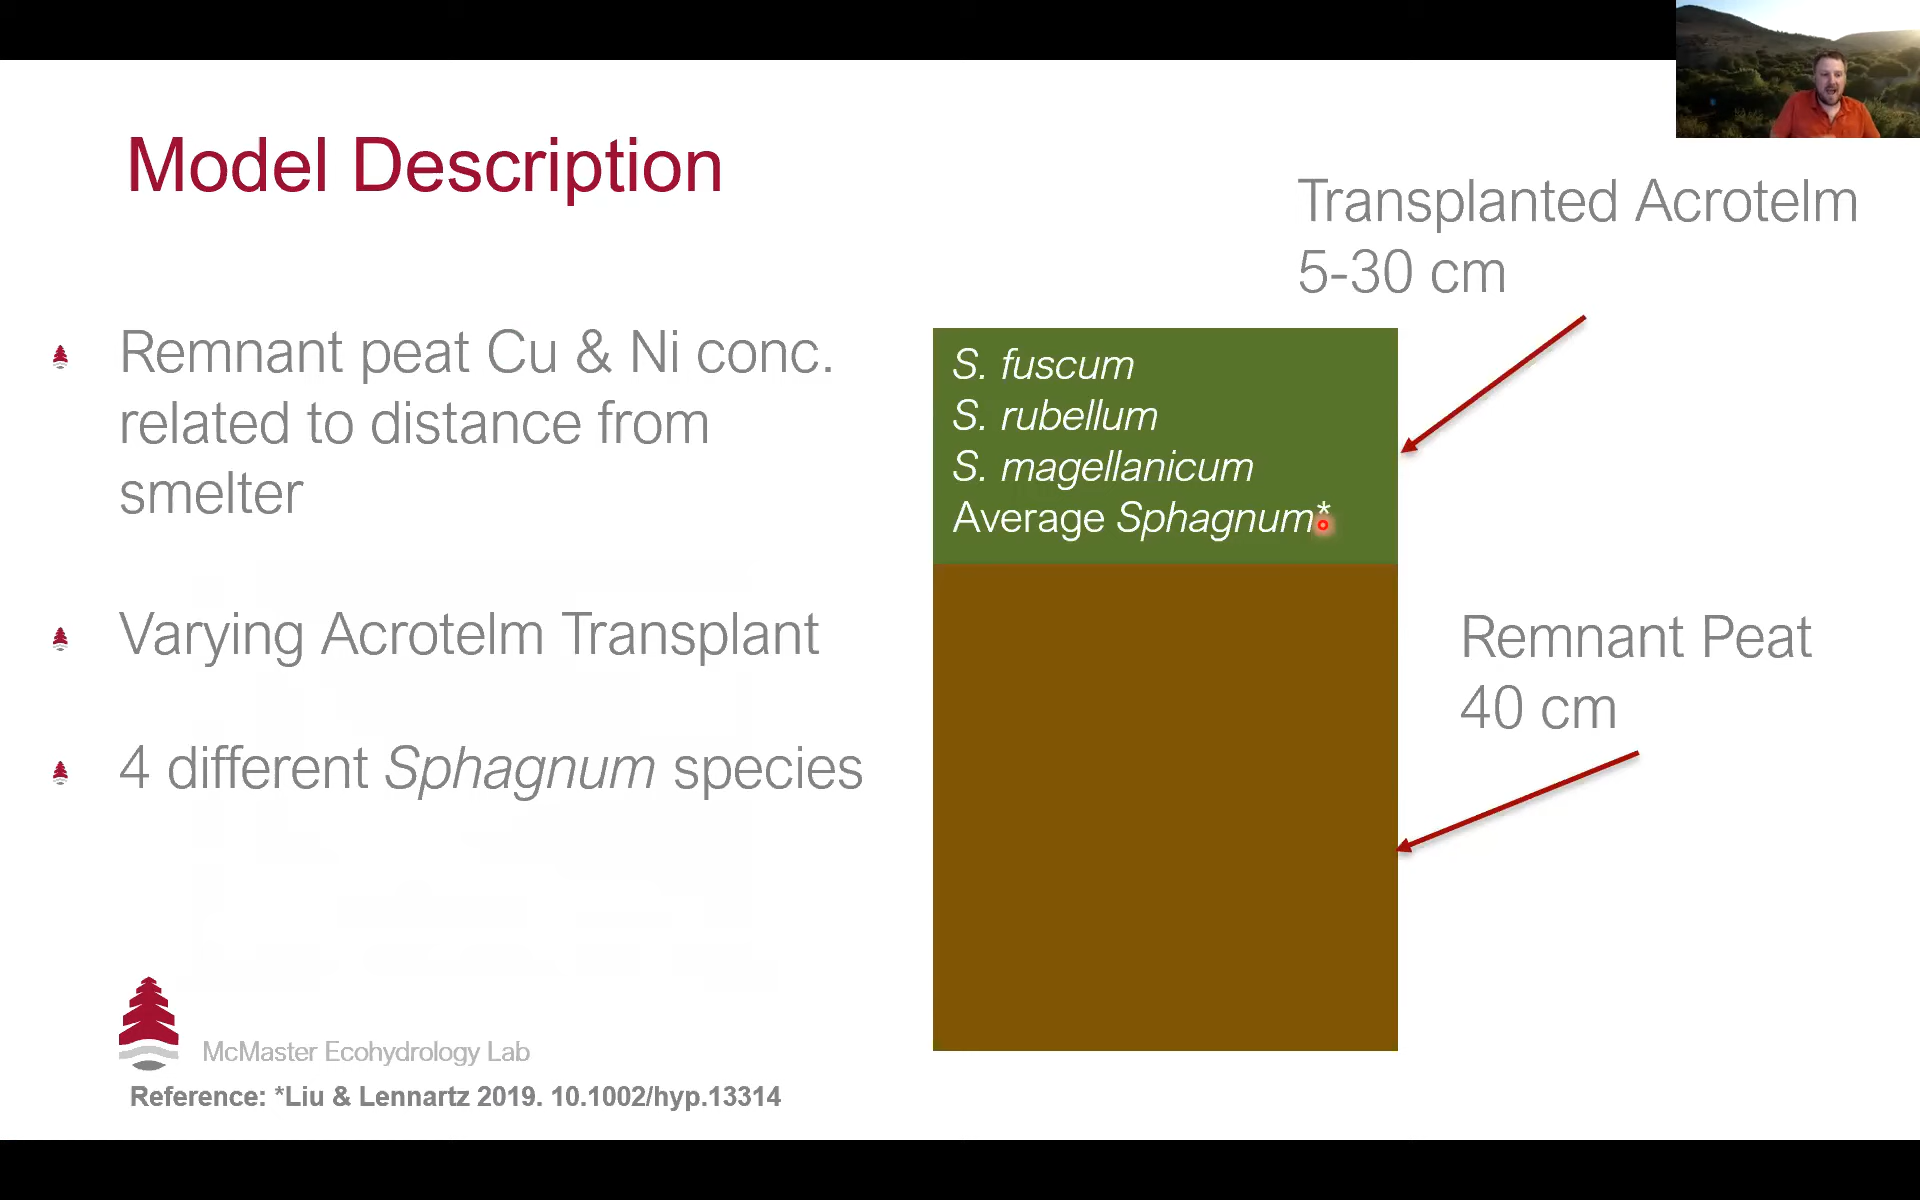 Model Description
Remnant peat Cu & Ni conc.
related to distance from
smelter
Varying Acrotelm Transplant
4 different Sphagnum species
Transplanted Acrotelm
5-30 cm
S. fuscum
S. rubellum
S. magellanicum
Average Sphagnum*
Remnant Peat
40 cm
McMaster Ecohydrology Lab
Reference: *Liu & Lennartz 2019. 10.1002/hyp.13314